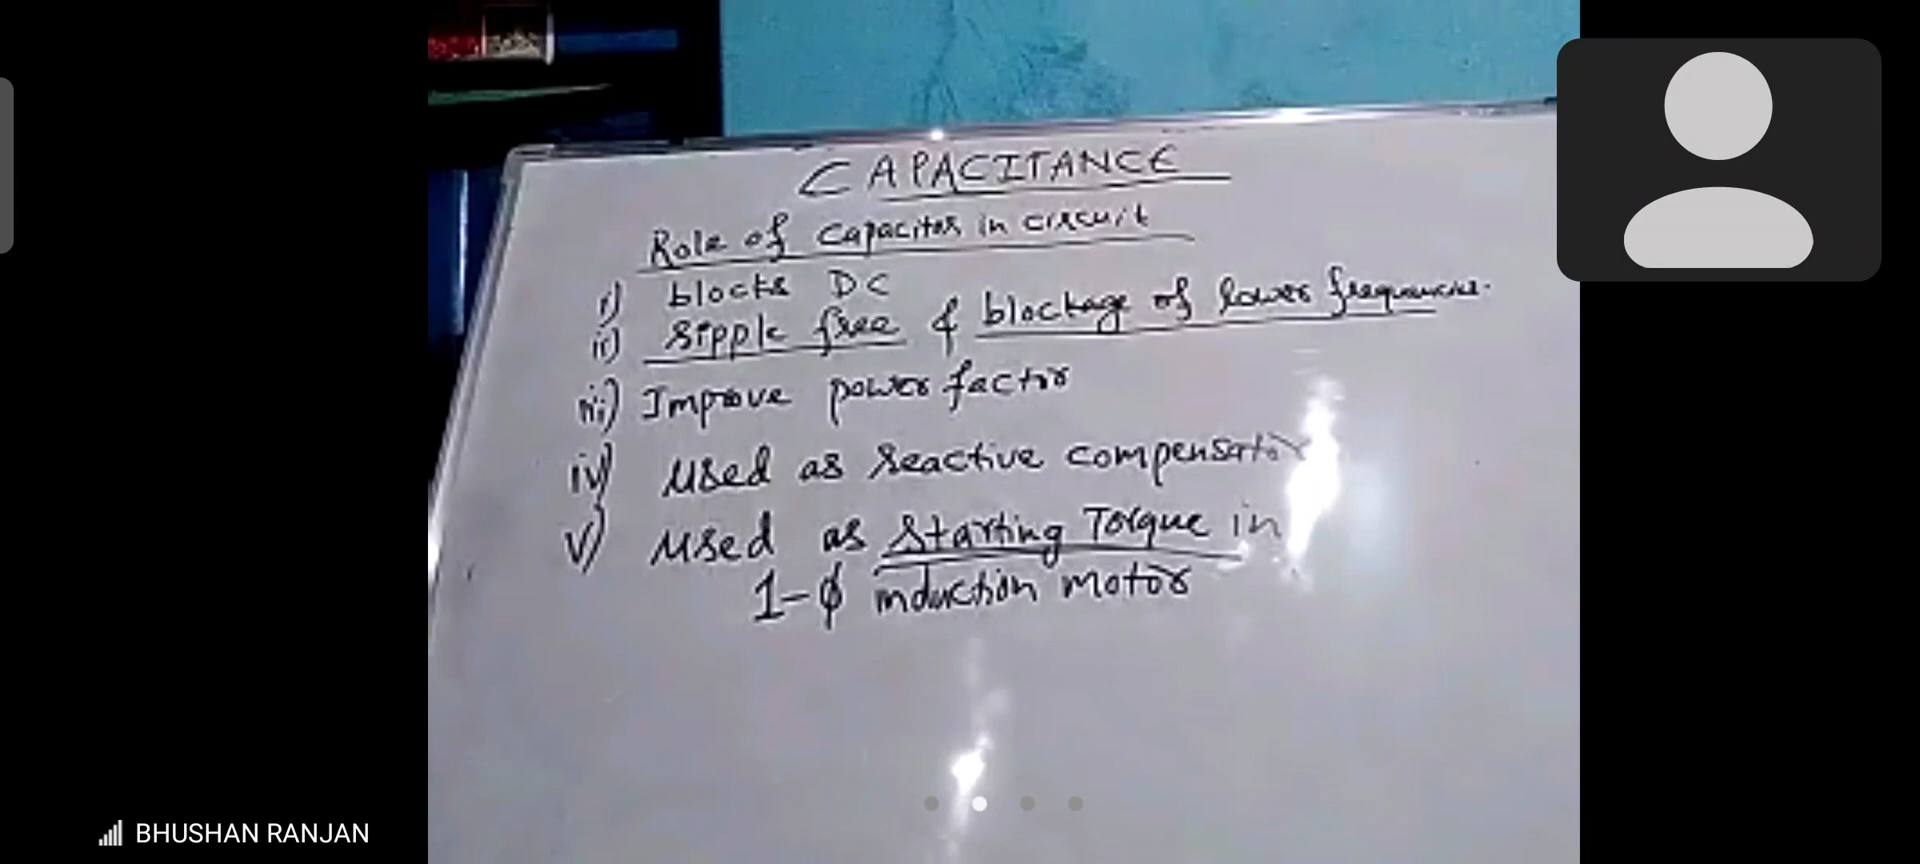 CAPACITANCE
Role of capacitor in circuit
i) blocks DC
ii) ripple free & blockage of lower frequencies.
iii) Improve power factor
iv) used as reactive compensator
v) used as starting Torque in
1-ϕ induction motor
BHUSHAN RANJAN